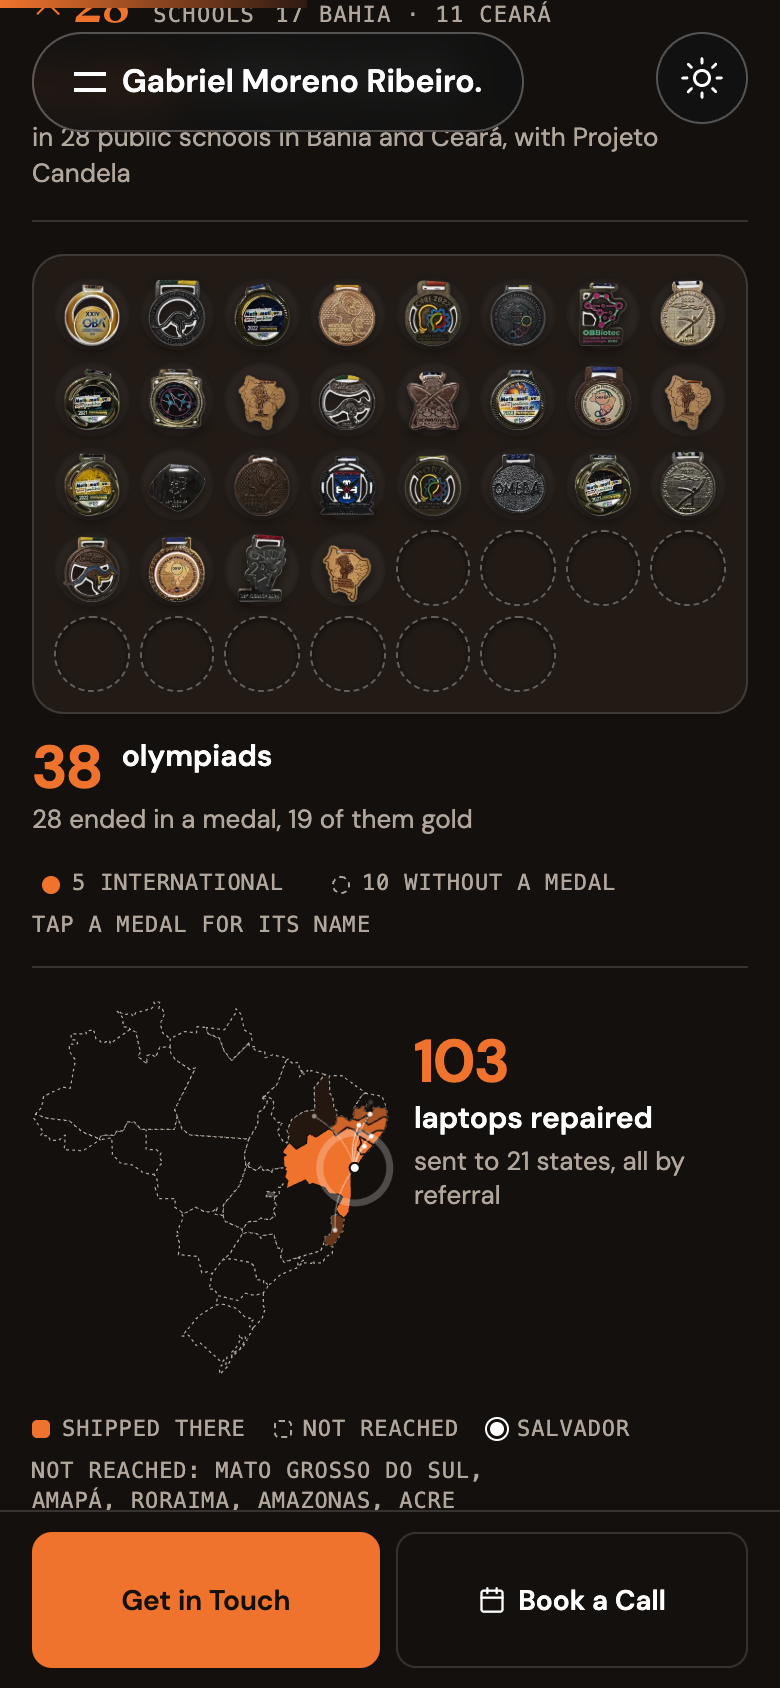 28 SCHOOLS 17 BAHIA · 11 CEARÁ
Gabriel Moreno Ribeiro.
in 28 public schools in Bahia and Ceará, with Projeto
Candela
38 olympiads
28 ended in a medal, 19 of them gold
5 INTERNATIONAL 10 WITHOUT A MEDAL
TAP A MEDAL FOR ITS NAME
103
laptops repaired
sent to 21 states, all by
referral
SHIPPED THERE NOT REACHED SALVADOR
NOT REACHED: MATO GROSSO DO SUL,
AMAPÁ, RORAIMA, AMAZONAS, ACRE
Get in Touch Book a Call